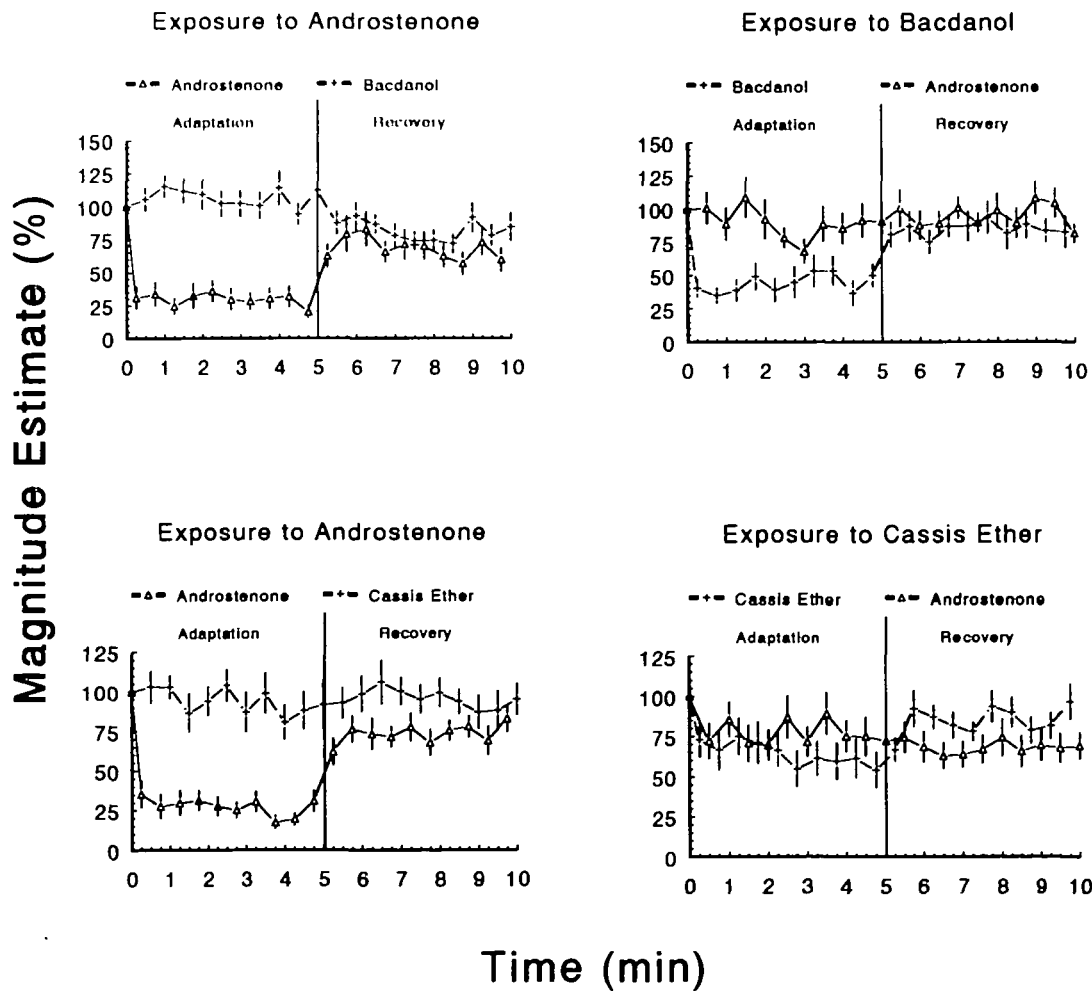 Exposure to Androstenone
Androstenone Bacdanol
Adaptation Recovery
150
125
100
75
50
25
0
0 1 2 3 4 5 6 7 8 9 10
Exposure to Bacdanol
Bacdanol Androstenone
Adaptation Recovery
150
125
100
75
50
25
0
0 1 2 3 4 5 6 7 8 9 10
Magnitude Estimate (%)
Exposure to Androstenone
Androstenone Cassis Ether
Adaptation Recovery
125
100
75
50
25
0
0 1 2 3 4 5 6 7 8 9 10
Exposure to Cassis Ether
Cassis Ether Androstenone
Adaptation Recovery
125
100
75
50
25
0
0 1 2 3 4 5 6 7 8 9 10
Time (min)